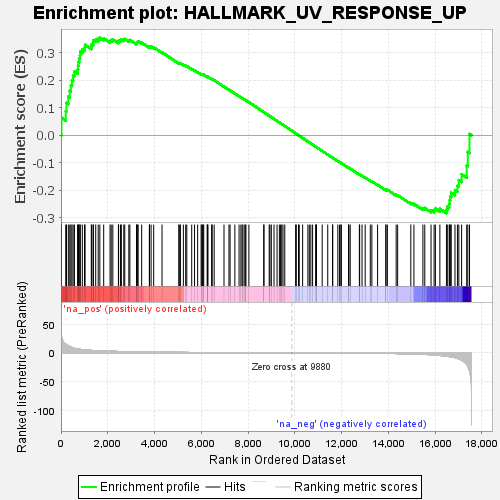 Enrichment plot: HALLMARK_UV_RESPONSE_UP
Enrichment score (ES)
0.3
0.2
0.1
0.0
-0.1
-0.2
-0.3
'na_pos' (positively correlated)
Ranked list metric (PreRanked)
50
0
-50
-100
Zero cross at 9880
'na_neg' (negatively correlated)
0
2,000
4,000
6,000
8,000
10,000
12,000
14,000
16,000
18,000
Rank in Ordered Dataset
Enrichment profile
Hits
Ranking metric scores